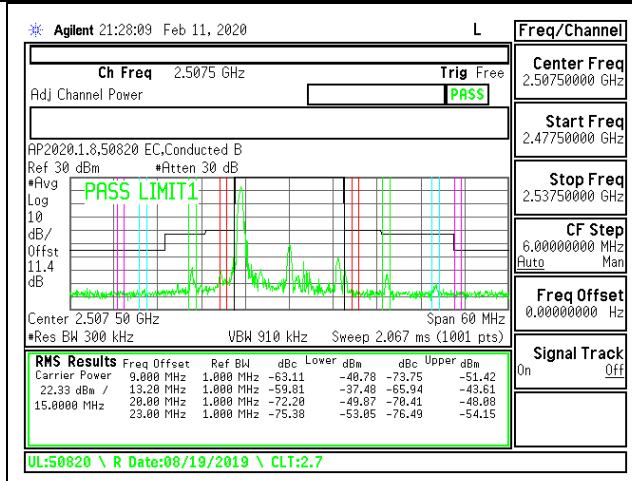 Agilent 21:28:09 Feb 11, 2020 L
Freq/Channel
Ch Freq 2.5075 GHz Trig Free
Adj Channel Power PASS
AP2020.1.8,50820 EC,Conducted B
Ref 30 dBm #Atten 30 dB
#Avg
Log
10
dB/
Offst
11.4
dB
PASS LIMIT1
Center 2.507 50 GHz Span 60 MHz
#Res BW 300 kHz VBW 910 kHz Sweep 2.067 ms (1001 pts)
RMS Results Freq Offset Ref BW dBc Lower dBm dBc Upper dBm
Carrier Power 9.000 MHz 1.000 MHz -63.11 -40.78 -73.75 -51.42
22.33 dBm / 13.20 MHz 1.000 MHz -59.81 -37.48 -65.94 -43.61
15.0000 MHz 20.00 MHz 1.000 MHz -72.20 -49.87 -70.41 -48.08
23.00 MHz 1.000 MHz -75.38 -53.05 -76.49 -54.15
UL:50820 \ R Date:08/19/2019 \ CLT:2.7
Center Freq
2.50750000 GHz
Start Freq
2.47750000 GHz
Stop Freq
2.53750000 GHz
CF Step
6.00000000 MHz
Auto Man
Freq Offset
0.00000000 Hz
Signal Track
On Off